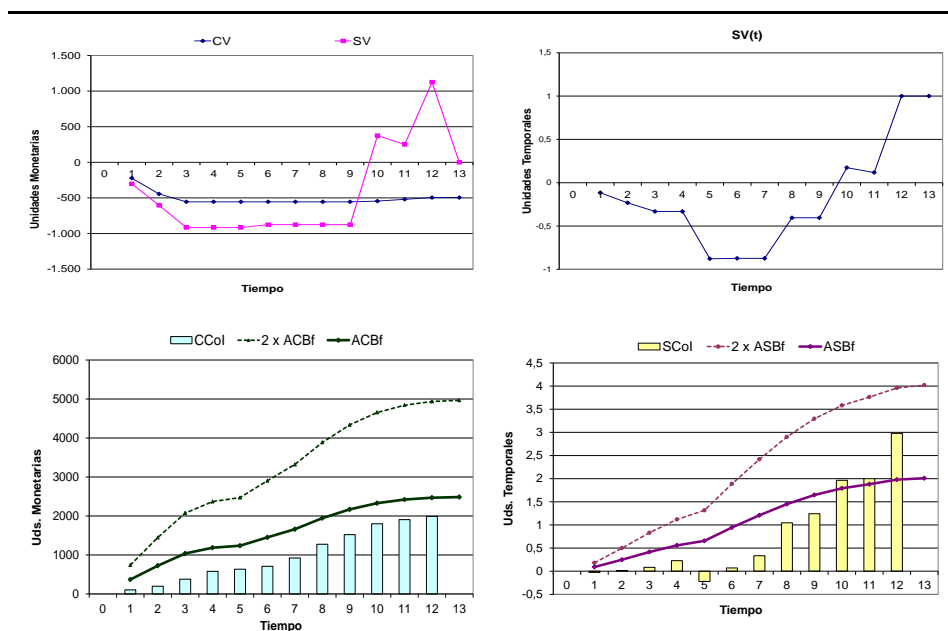 CV SV
1.500
1.000
500
0
-500
-1.000
-1.500
0 1 2 3 4 5 6 7 8 9 10 11 12 13
Unidades Monetarias
Tiempo
SV(t)
1,5
1
0,5
0
-0,5
-1
0 1 2 3 4 5 6 7 8 9 10 11 12 13
Unidades Temporales
Tiempo
CCoI 2 x ACBf ACBf
6000
5000
4000
3000
2000
1000
0
0 1 2 3 4 5 6 7 8 9 10 11 12 13
Uds. Monetarias
Tiempo
SCoI 2 x ASBf ASBf
4,5
4
3,5
3
2,5
2
1,5
1
0,5
0
-0,5
0 1 2 3 4 5 6 7 8 9 10 11 12 13
Uds. Temporales
Tiempo